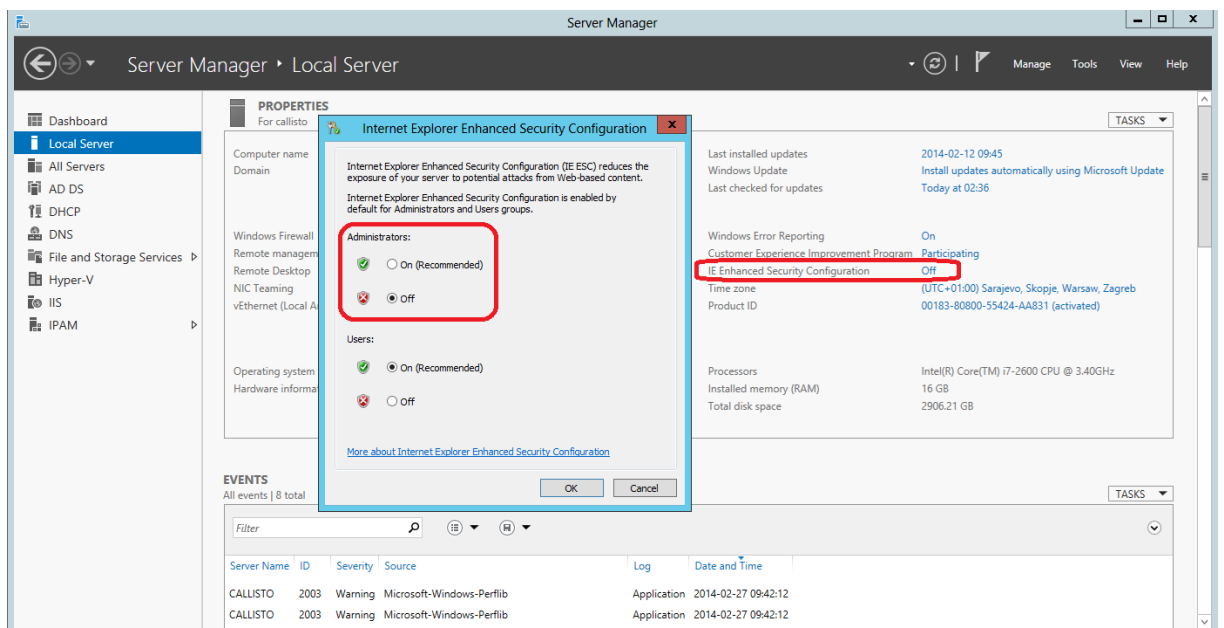 Server Manager
Server Manager • Local Server
Manage Tools View Help
Dashboard
Local Server
All Servers
AD DS
DHCP
DNS
File and Storage Services
Hyper-V
IIS
IPAM
PROPERTIES
For callisto
TASKS
Computer name
Domain
Windows Firewall
Remote managem
Remote Desktop
NIC Teaming
vEthernet (Local A
Operating system
Hardware informat
Internet Explorer Enhanced Security Configuration
Internet Explorer Enhanced Security Configuration (IE ESC) reduces the
exposure of your server to potential attacks from Web-based content.
Internet Explorer Enhanced Security Configuration is enabled by
default for Administrators and Users groups.
Administrators:
On (Recommended)
Off
Users:
On (Recommended)
Off
More about Internet Explorer Enhanced Security Configuration
OK Cancel
Last installed updates 2014-02-12 09:45
Windows Update Install updates automatically using Microsoft Update
Last checked for updates Today at 02:36
Windows Error Reporting On
Customer Experience Improvement Program Participating
IE Enhanced Security Configuration Off
Time zone (UTC+01:00) Sarajevo, Skopje, Warsaw, Zagreb
Product ID 00183-80800-55424-AA831 (activated)
Processors Intel(R) Core(TM) i7-2600 CPU @ 3.40GHz
Installed memory (RAM) 16 GB
Total disk space 2906.21 GB
EVENTS
All events | 8 total
TASKS
Filter
Server Name ID Severity Source Log Date and Time
CALLISTO 2003 Warning Microsoft-Windows-Perflib Application 2014-02-27 09:42:12
CALLISTO 2003 Warning Microsoft-Windows-Perflib Application 2014-02-27 09:42:12